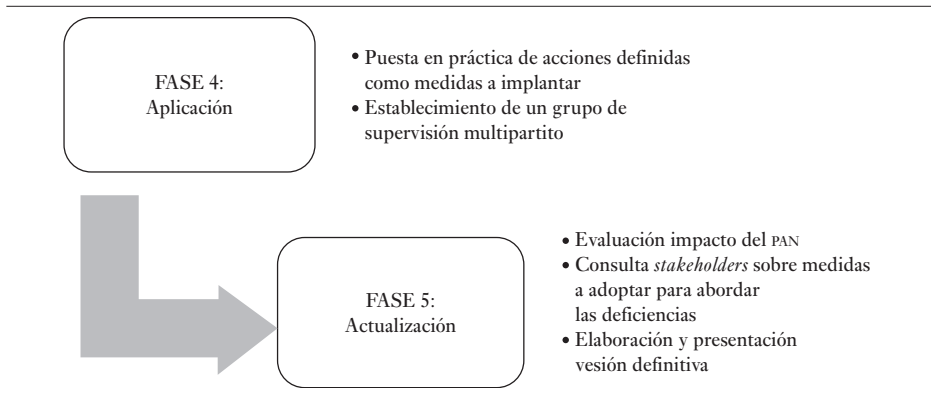 FASE 4:
Aplicación
• Puesta en práctica de acciones definidas
como medidas a implantar
• Establecimiento de un grupo de
supervisión multipartito
FASE 5:
Actualización
• Evaluación impacto del PAN
• Consulta stakeholders sobre medidas
a adoptar para abordar
las deficiencias
• Elaboración y presentación
vesión definitiva